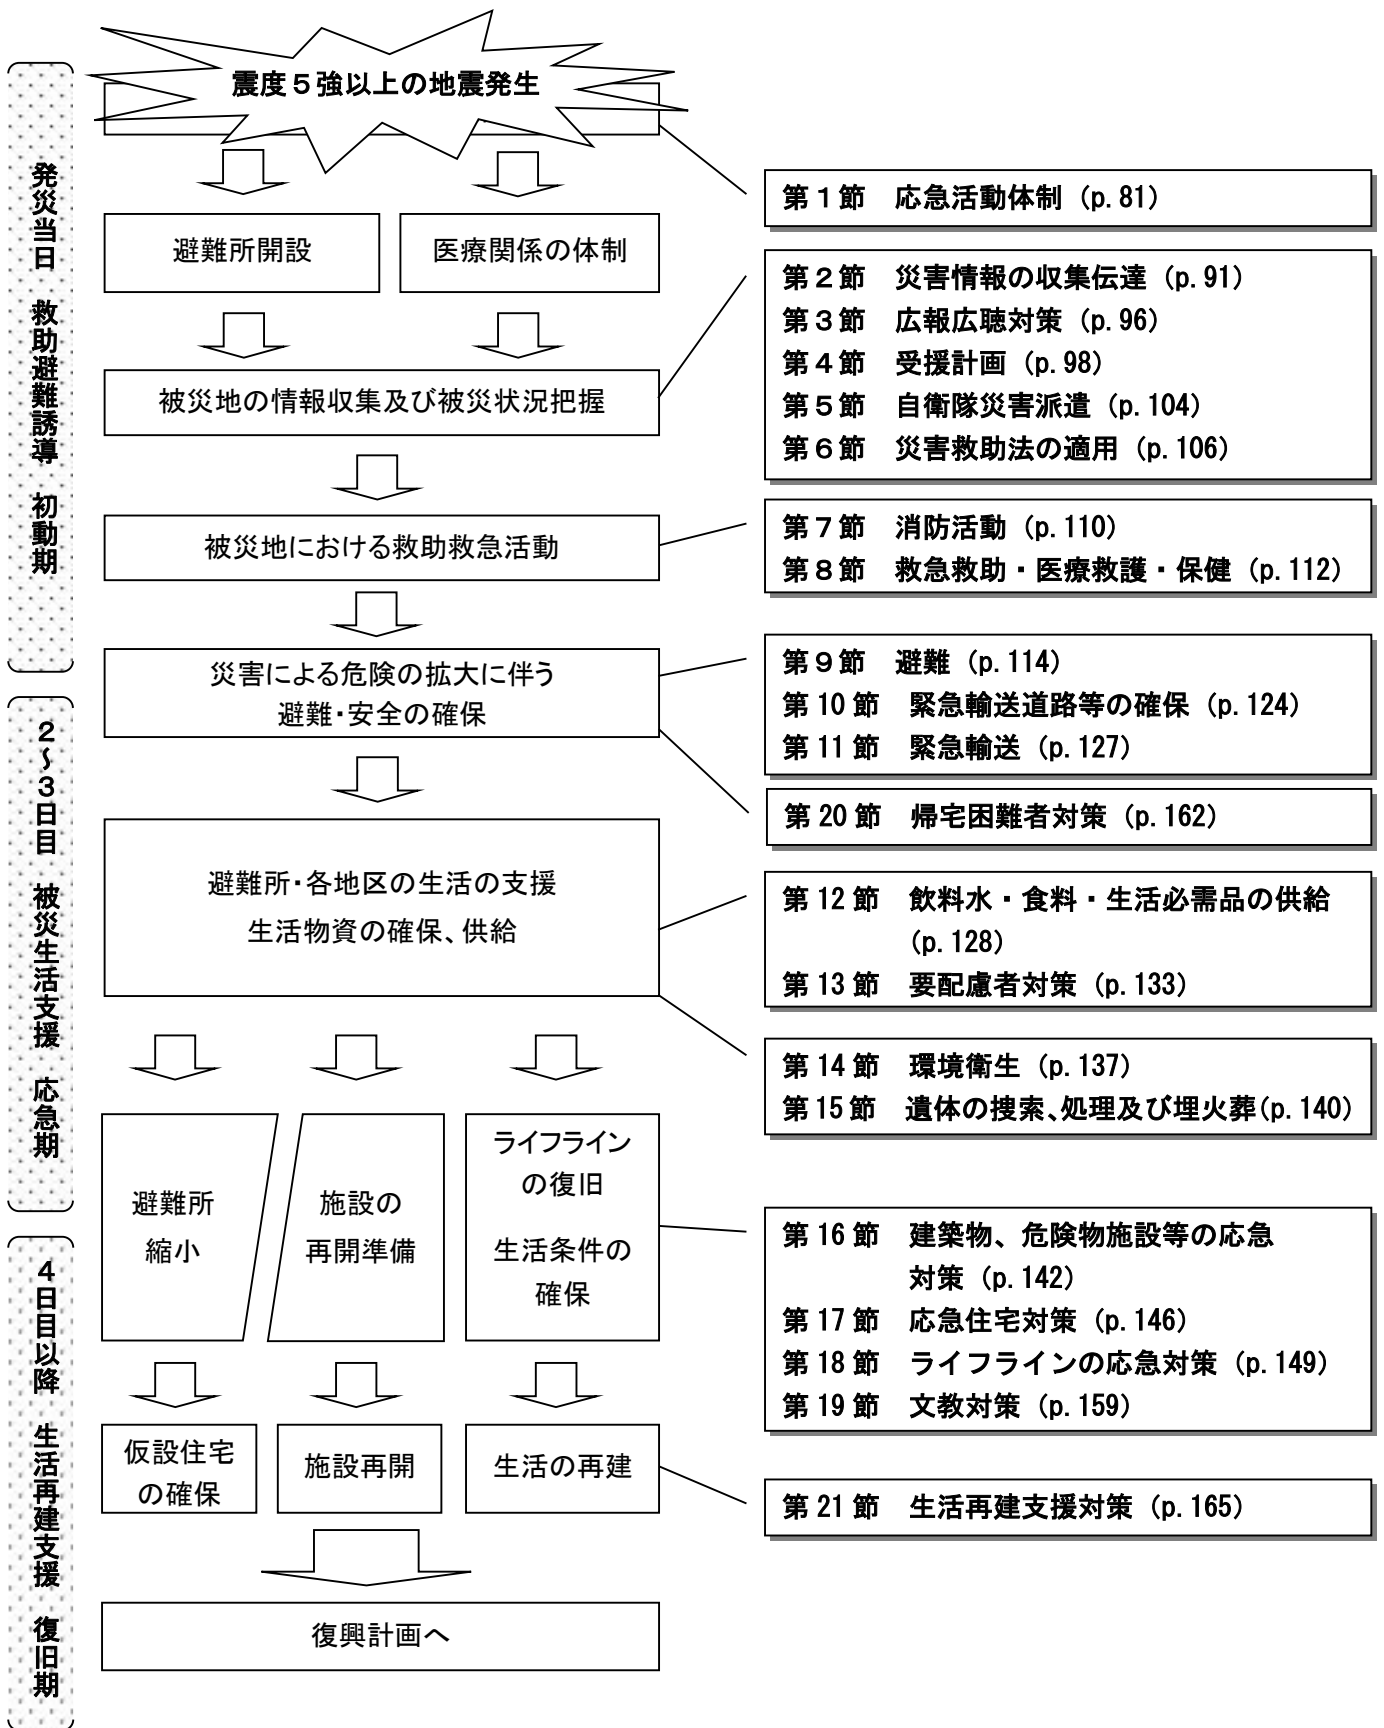 震度５強以上の地震発生
発災当日　救助避難誘導　初動期
避難所開設
医療関係の体制
被災地の情報収集及び被災状況把握
被災地における救助救急活動
災害による危険の拡大に伴う
避難・安全の確保
第１節　応急活動体制（p.81）
第２節　災害情報の収集伝達（p.91）
第３節　広報広聴対策（p.96）
第４節　受援計画（p.98）
第５節　自衛隊災害派遣（p.104）
第６節　災害救助法の適用（p.106）
第７節　消防活動（p.110）
第８節　救急救助・医療救護・保健（p.112）
第９節　避難（p.114）
第10節　緊急輸送道路等の確保（p.124）
第11節　緊急輸送（p.127）
第20節　帰宅困難者対策（p.162）
２～３日目　被災生活支援　応急期
避難所・各地区の生活の支援
生活物資の確保、供給
第12節　飲料水・食料・生活必需品の供給
（p.128）
第13節　要配慮者対策（p.133）
第14節　環境衛生（p.137）
第15節　遺体の捜索、処理及び埋火葬（p.140）
避難所
縮小
施設の
再開準備
ライフライン
の復旧
生活条件の
確保
第16節　建築物、危険物施設等の応急
対策（p.142）
第17節　応急住宅対策（p.146）
第18節　ライフラインの応急対策（p.149）
第19節　文教対策（p.159）
４日目以降　生活再建支援　復旧期
仮設住宅
の確保
施設再開
生活の再建
第21節　生活再建支援対策（p.165）
復興計画へ